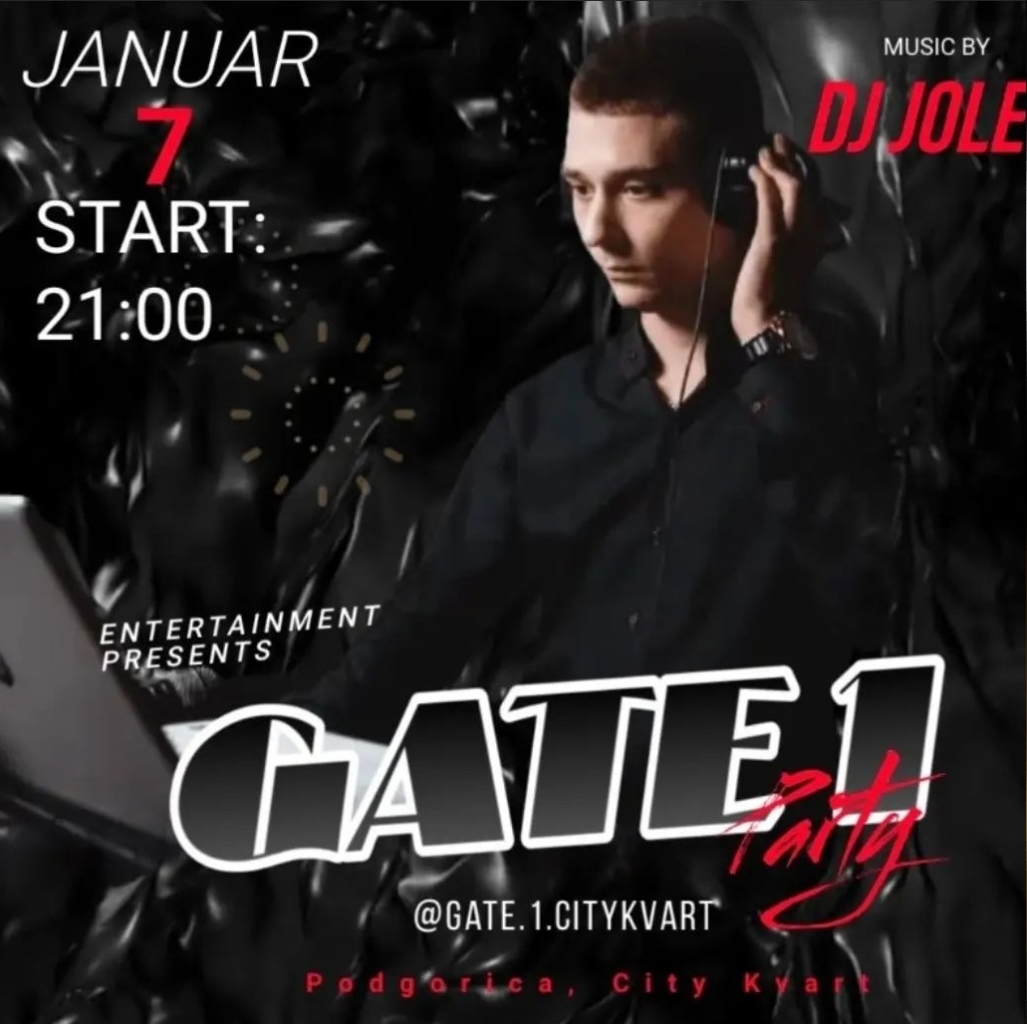 JANUAR
7
START:
21:00
MUSIC BY
DJ JOLE
ENTERTAINMENT
PRESENTS
GATE 1
Party
@GATE.1.CITYKVART
Podgorica, City Kvart